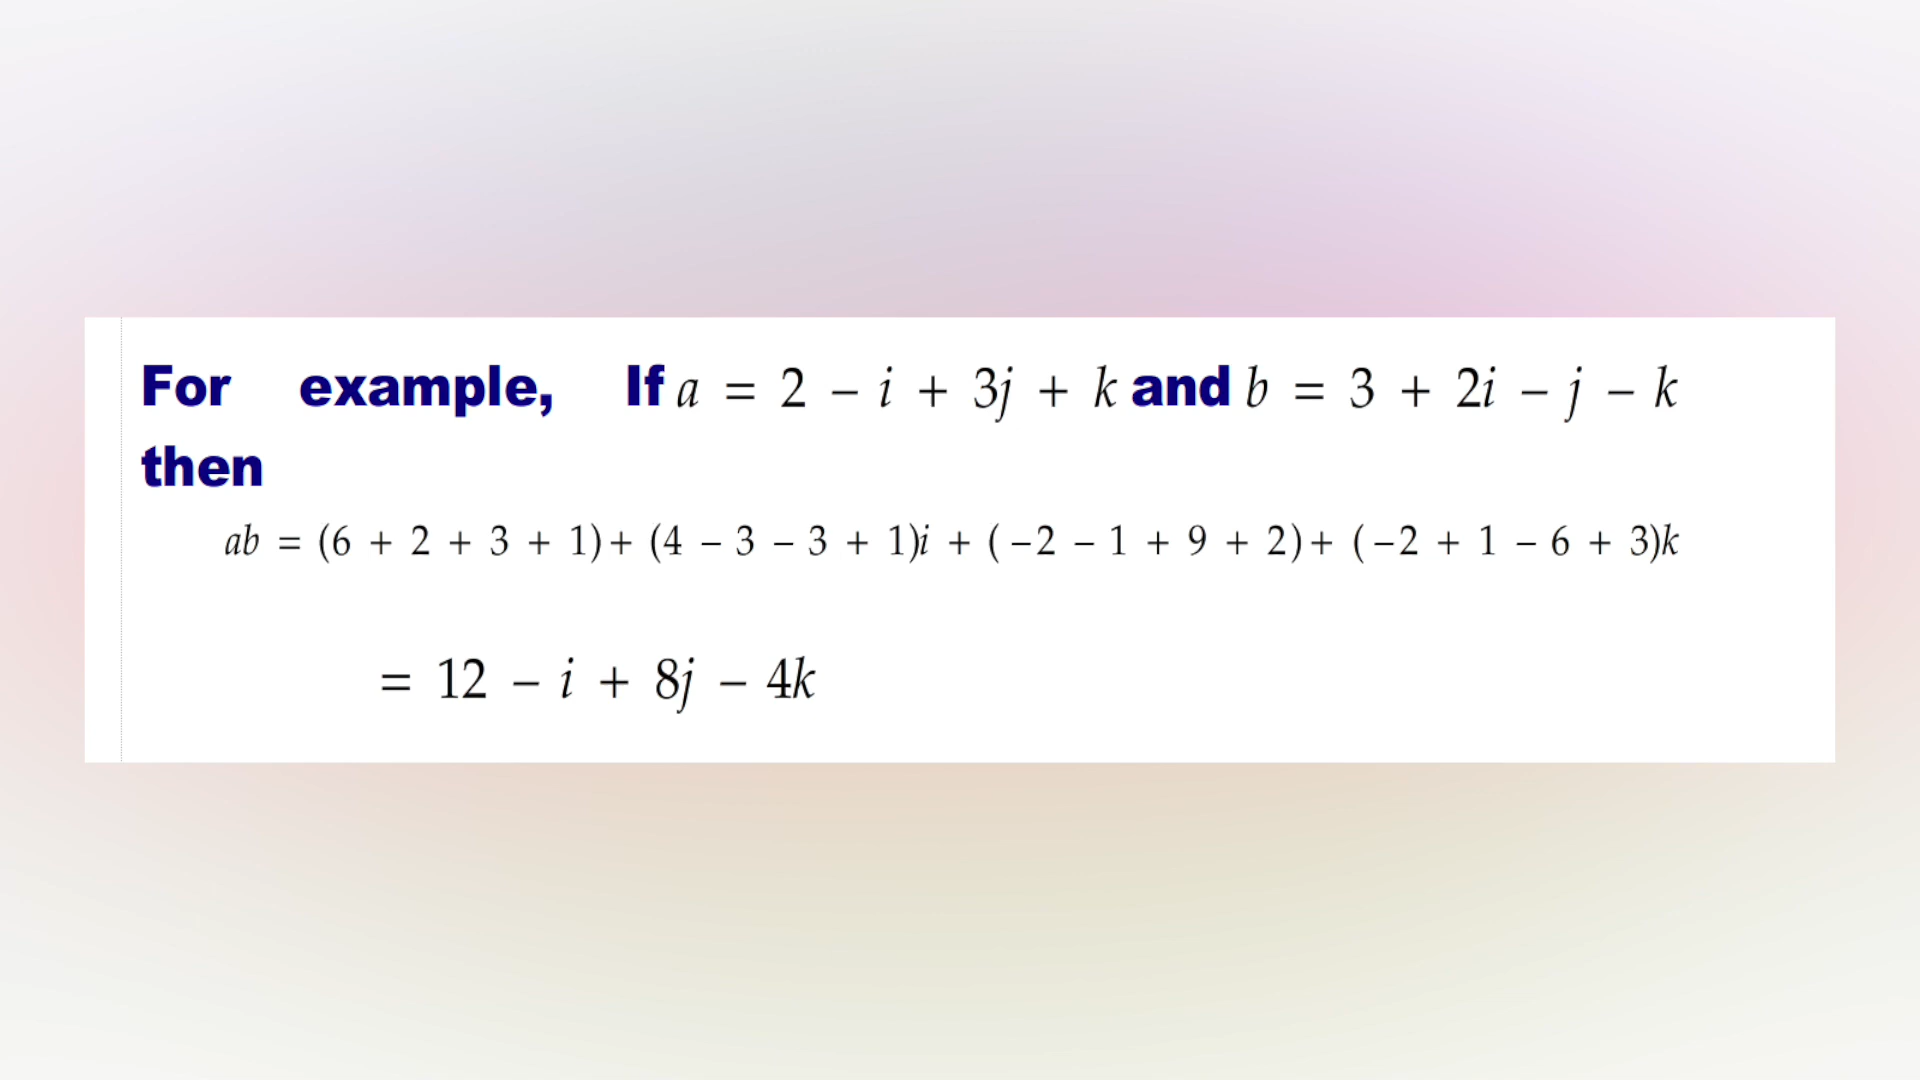 For example, If a = 2 − i + 3j + k and b = 3 + 2i − j − k
then
ab = (6 + 2 + 3 + 1)+ (4 − 3 − 3 + 1)i + (−2 − 1 + 9 + 2)+ (−2 + 1 − 6 + 3)k
= 12 − i + 8j − 4k